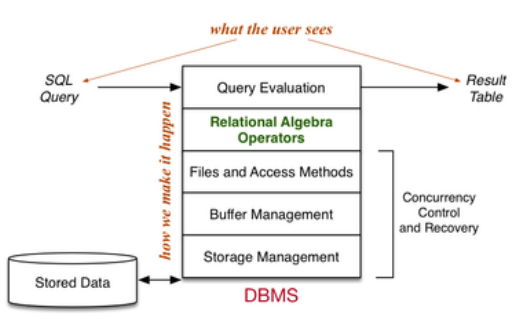 what the user sees
SQL
Query
Query Evaluation
Result
Table
Relational Algebra
Operators
how we make it happen
Files and Access Methods
Buffer Management
Storage Management
Concurrency
Control
and Recovery
Stored Data
DBMS